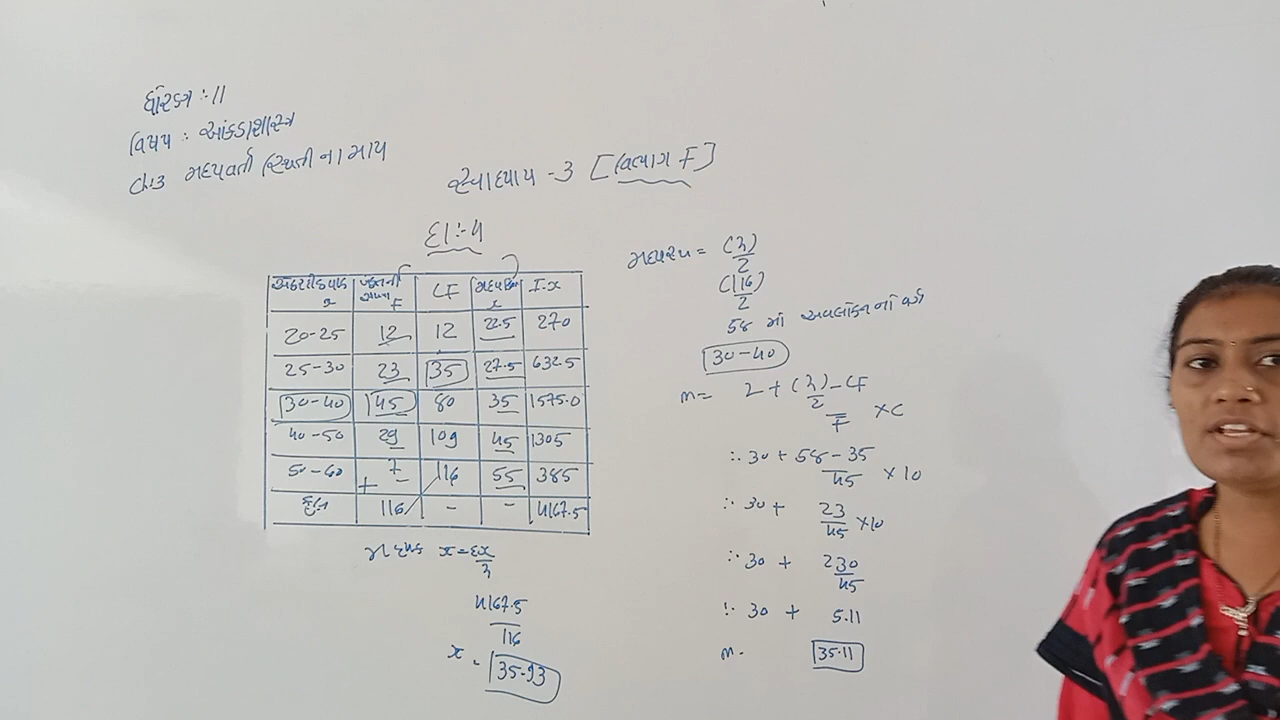 ધોરણ :- 11
વિષય : આંકડાશાસ્ત્ર
Ch:3 મધ્યવર્તી સ્થિતીના માપ
સ્વાધ્યાય - 3 [વિભાગ F]
દા :- 4
x F CF x F.x
20-25 12 12 22.5 270
25-30 23 35 27.5 632.5
30-40 45 80 35 1575.0
40-50 29 109 45 1305
50-60 7 116 55 385
+
કુલ 116 - - 4167.5
x = Σx/n
4167.5
116
x = 35.93
મધ્યસ્થ = (n)/2
(116)/2
58 માં અવલોકન નો વર્ગ
30-40
m = L + (n)/2 - CF / F × C
∴ 30 + 58 - 35 / 45 × 10
∴ 30 + 23/45 × 10
∴ 30 + 230/45
∴ 30 + 5.11
m. 35.11